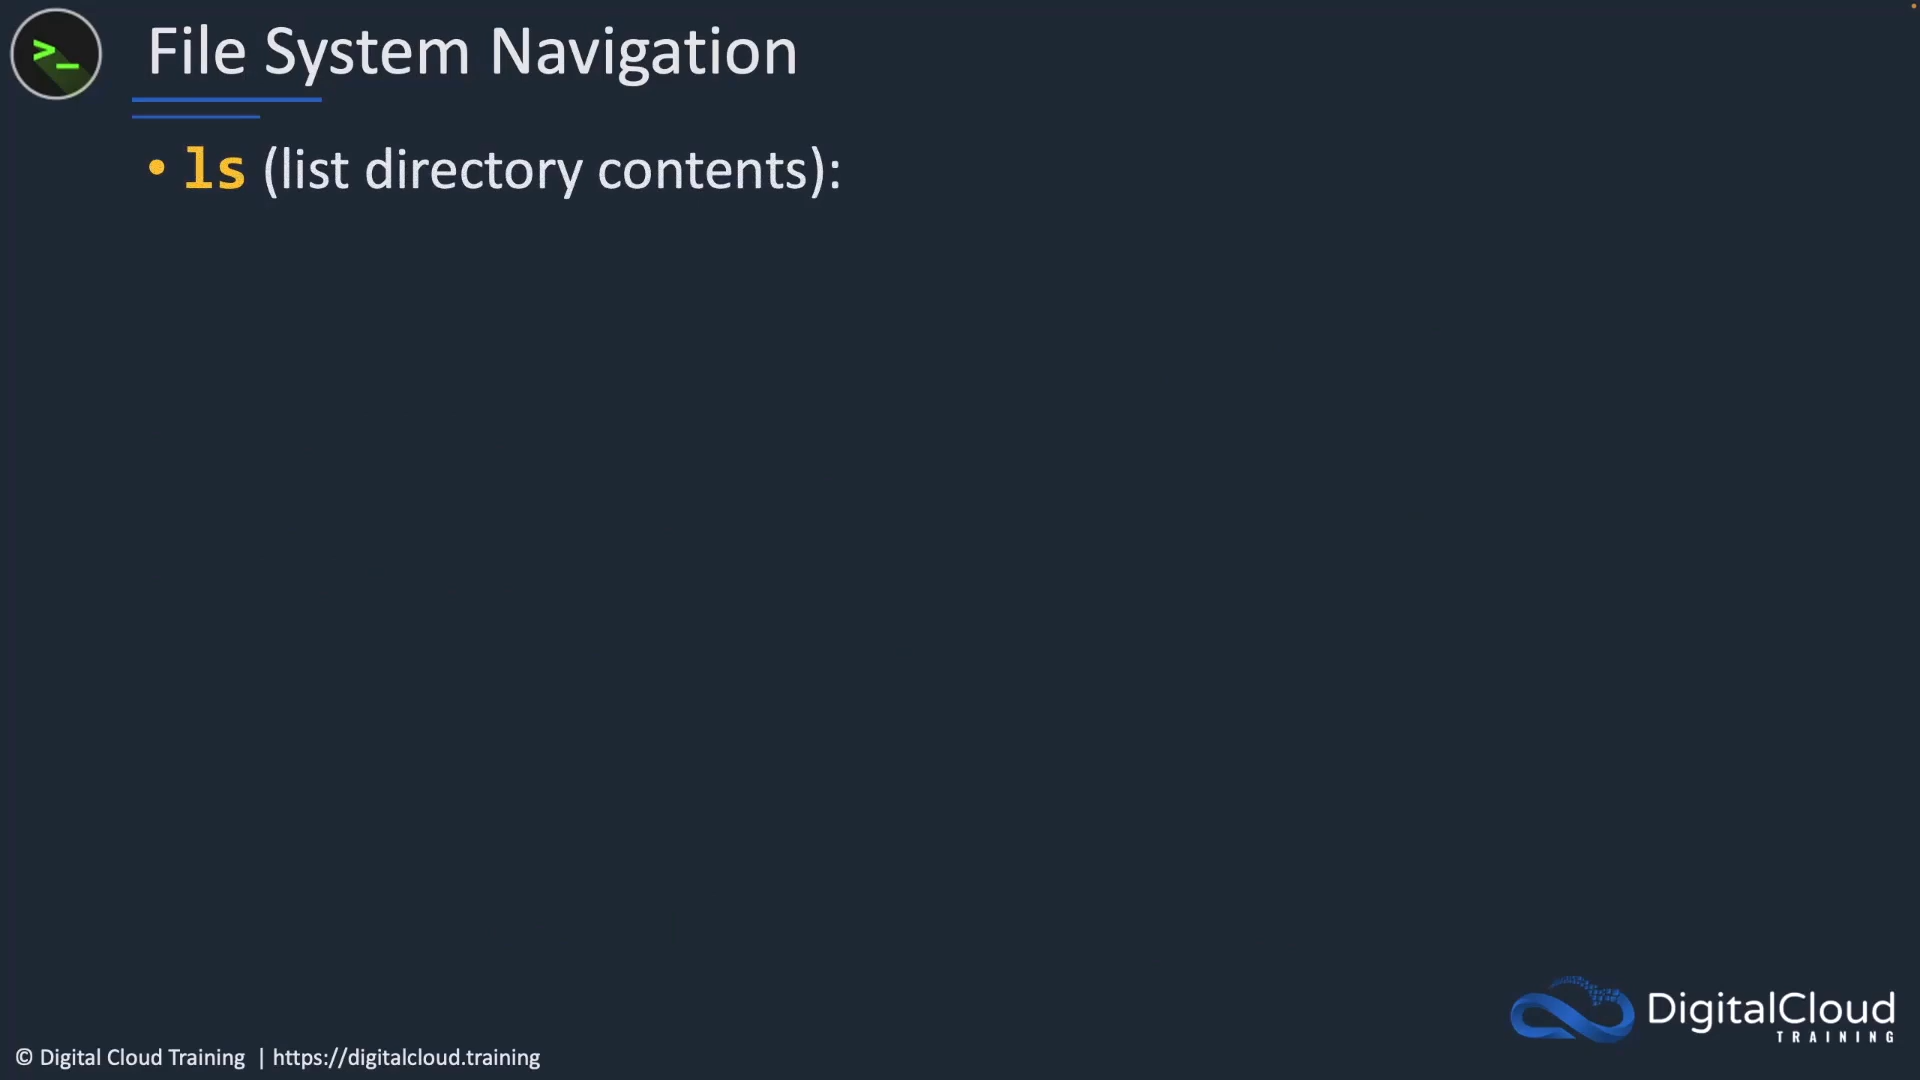 >_
File System Navigation
• ls (list directory contents):
DigitalCloud
TRAINING
© Digital Cloud Training | https://digitalcloud.training